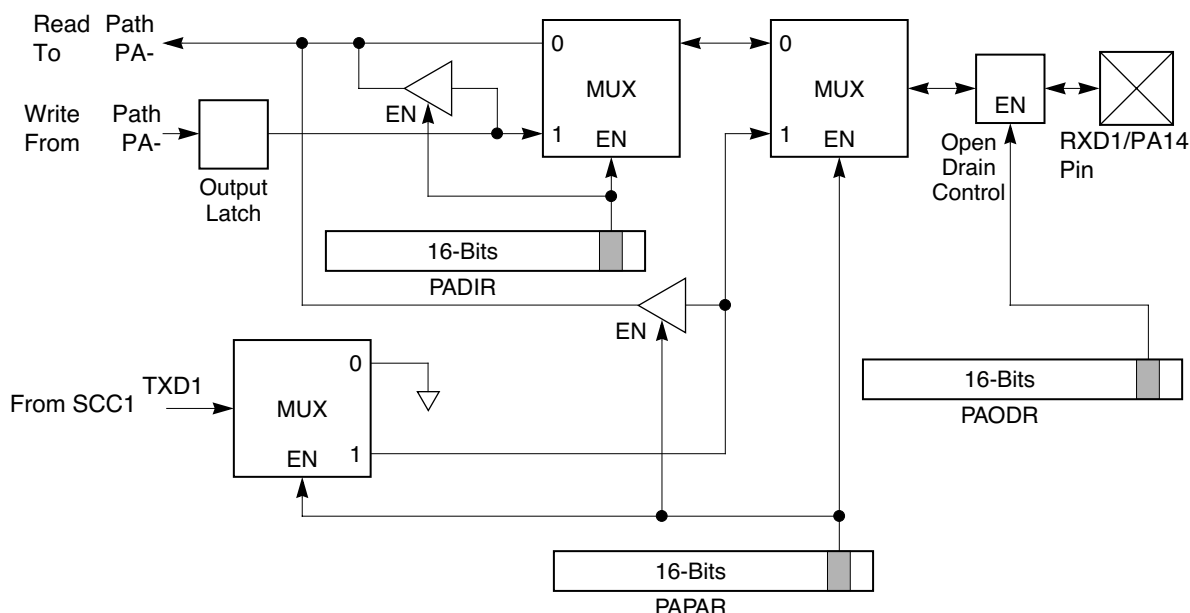 Read Path
To PA-
Write Path
From PA-
Output
Latch
EN
0
MUX
1
EN
0
MUX
1
EN
EN
Open
Drain
Control
RXD1/PA14
Pin
16-Bits
PADIR
EN
From SCC1
TXD1
0
MUX
EN
1
16-Bits
PAODR
16-Bits
PAPAR